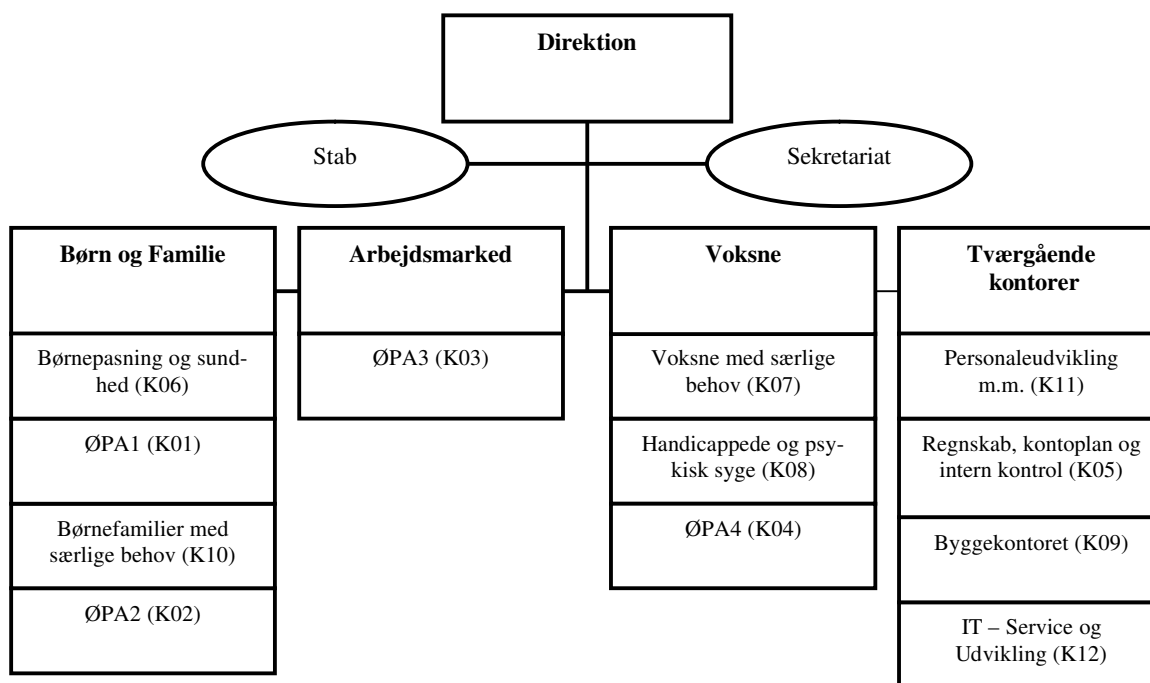 Direktion
Stab
Sekretariat
Børn og Familie
Børnepasning og sund-
hed (K06)
ØPA1 (K01)
Børnefamilier med
særlige behov (K10)
ØPA2 (K02)
Arbejdsmarked
ØPA3 (K03)
Voksne
Voksne med særlige
behov (K07)
Handicappede og psy-
kisk syge (K08)
ØPA4 (K04)
Tværgående
kontorer
Personaleudvikling
m.m. (K11)
Regnskab, kontoplan og
intern kontrol (K05)
Byggekontoret (K09)
IT – Service og
Udvikling (K12)